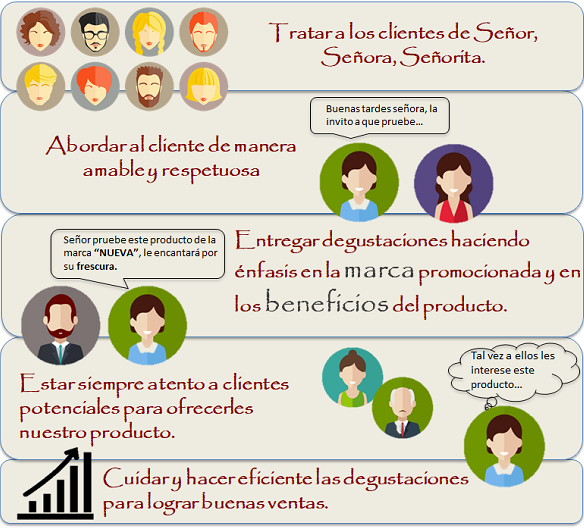 Tratar a los clientes de Señor,
Señora, Señorita.
Buenas tardes señora, la
invito a que pruebe...
Abordar al cliente de manera
amable y respetuosa
Señor pruebe este producto de la
marca “NUEVA”, le encantará por
su frescura.
Entregar degustaciones haciendo
énfasis en la marca promocionada y en
los beneficios del producto.
Tal vez a ellos les
interese este
producto...
Estar siempre atento a clientes
potenciales para ofrecerles
nuestro producto.
Cuidar y hacer eficiente las degustaciones
para lograr buenas ventas.